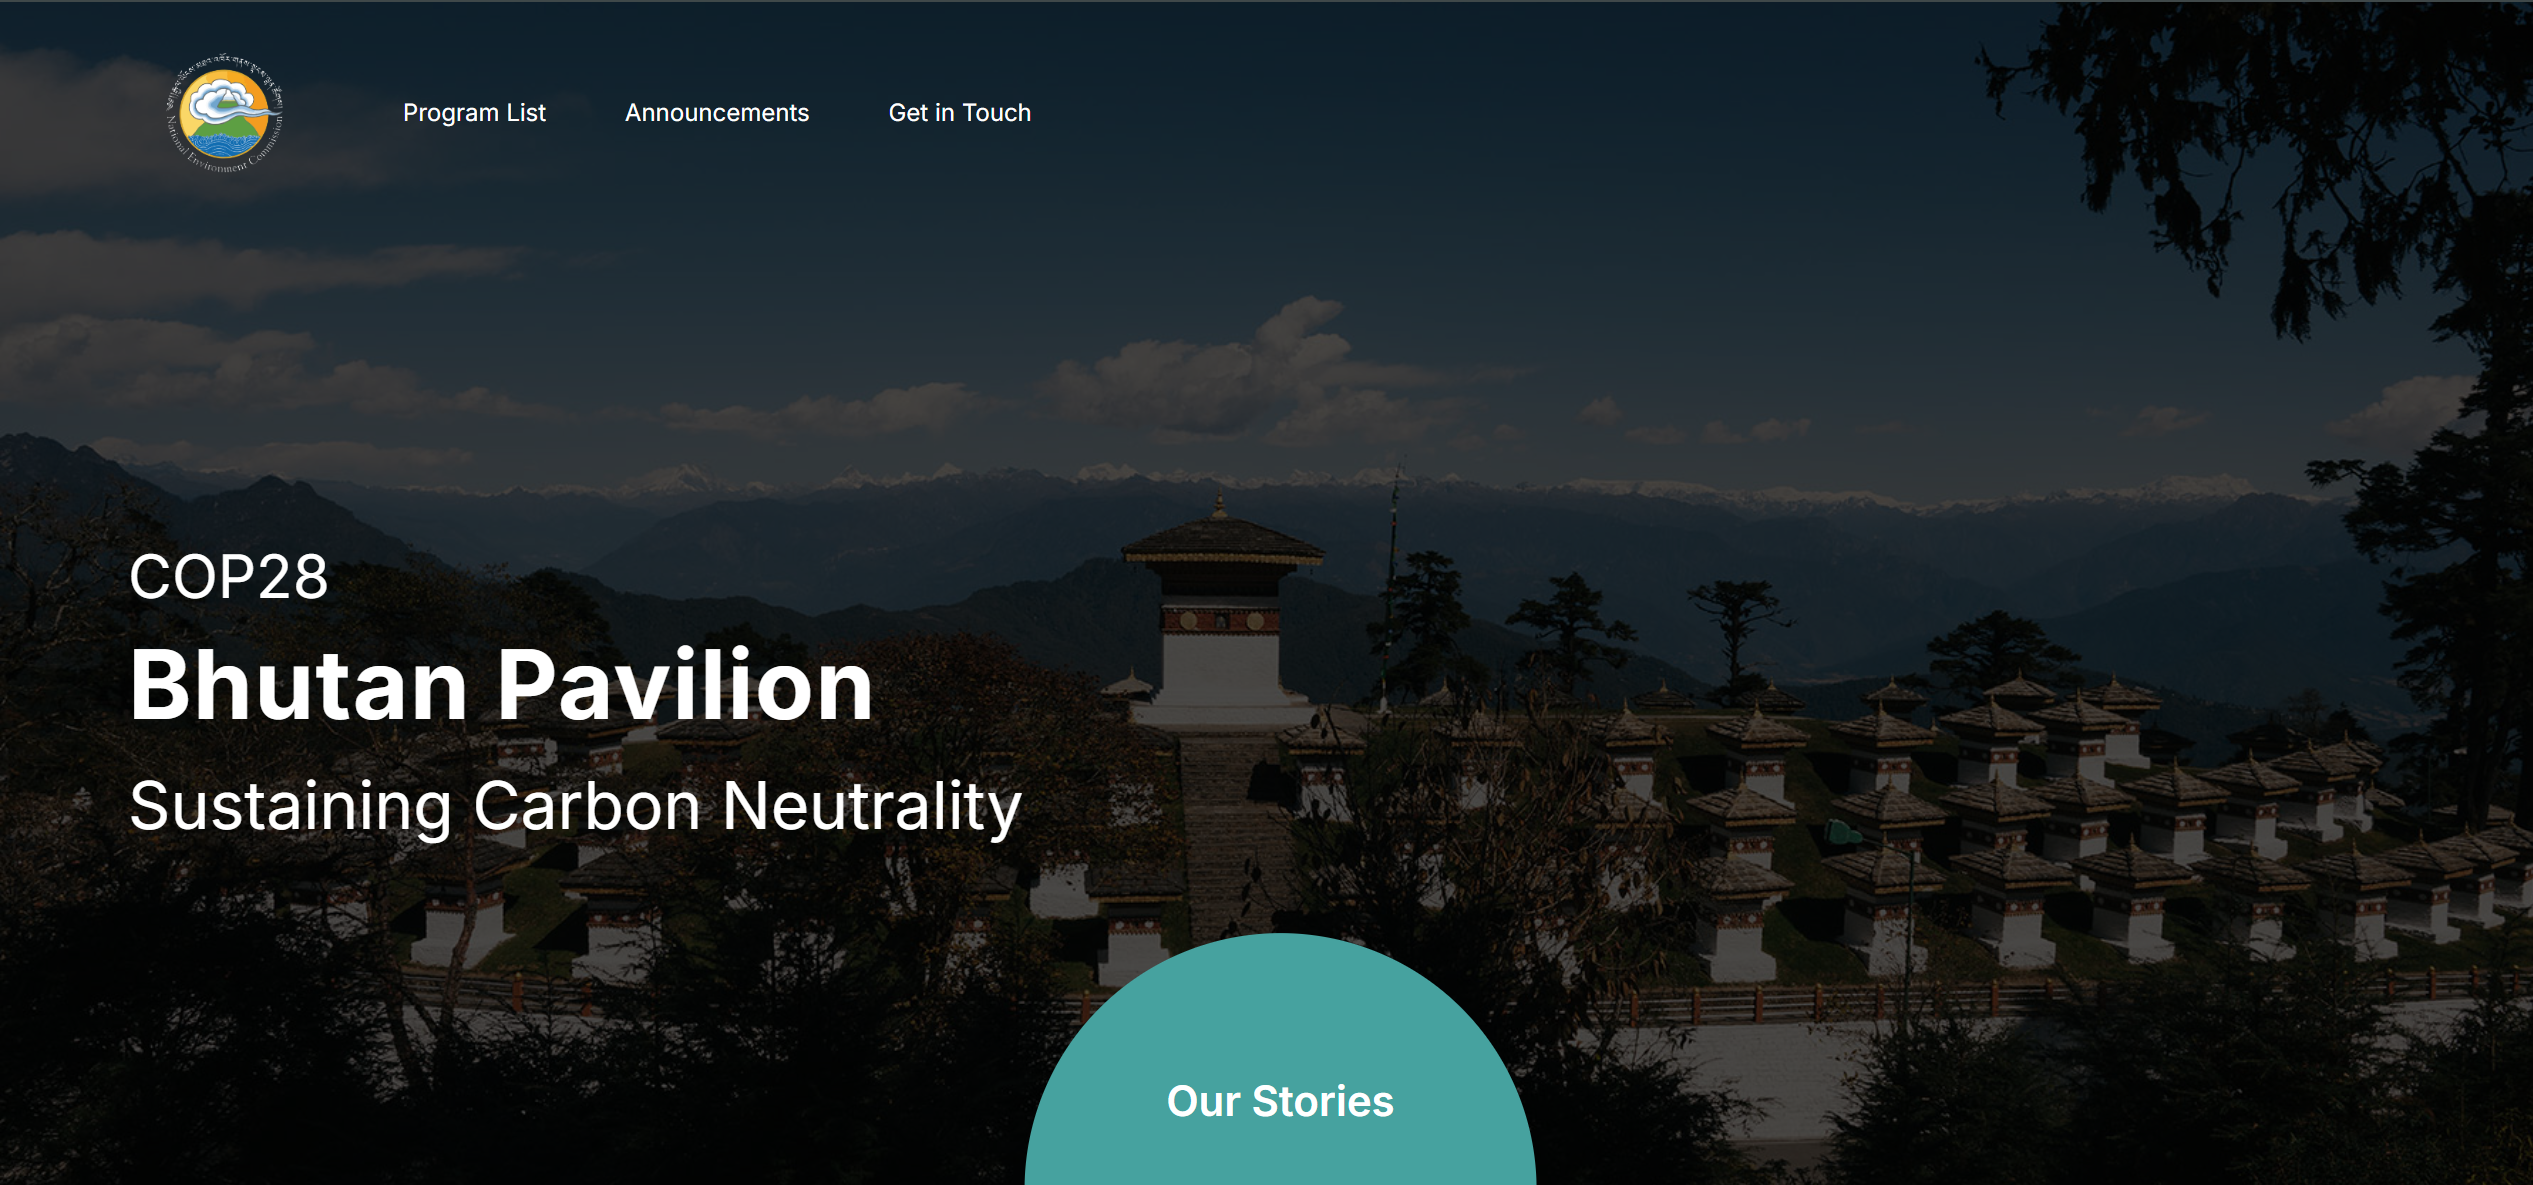 National Environment Commission
Program List
Announcements
Get in Touch
COP28
Bhutan Pavilion
Sustaining Carbon Neutrality
Our Stories